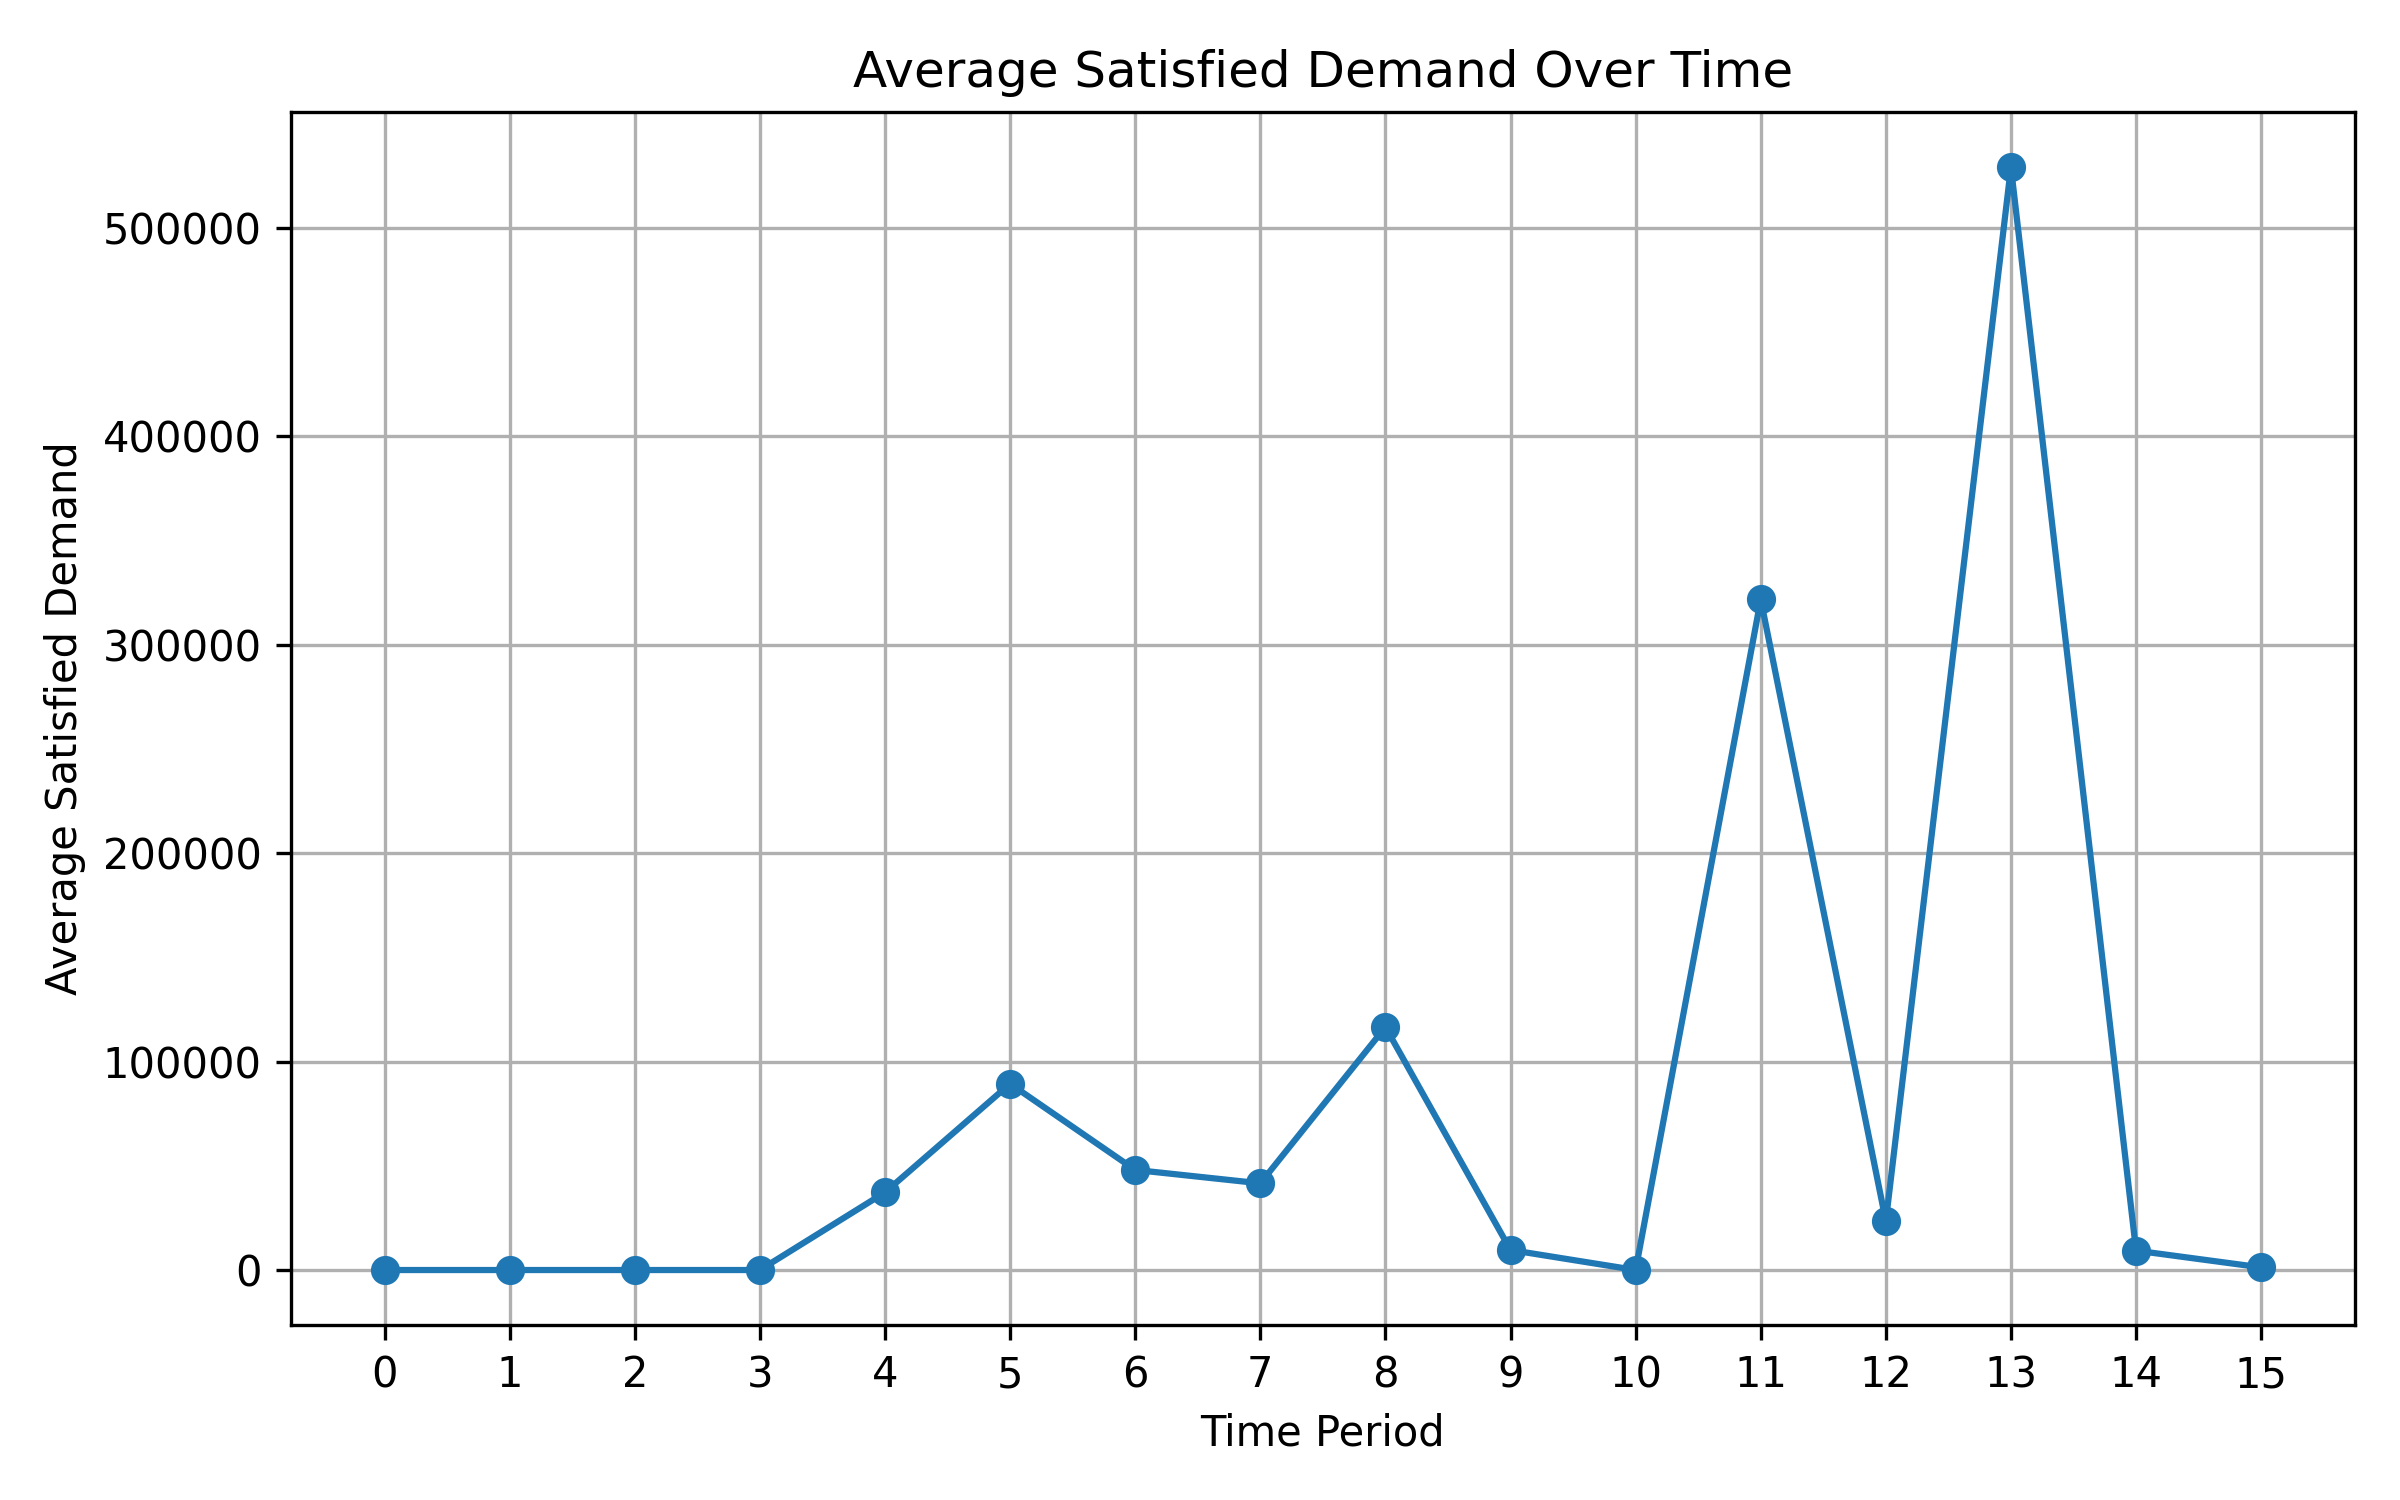 Average Satisfied Demand Over Time
Average Satisfied Demand
500000
400000
300000
200000
100000
0
0 1 2 3 4 5 6 7 8 9 10 11 12 13 14 15
Time Period